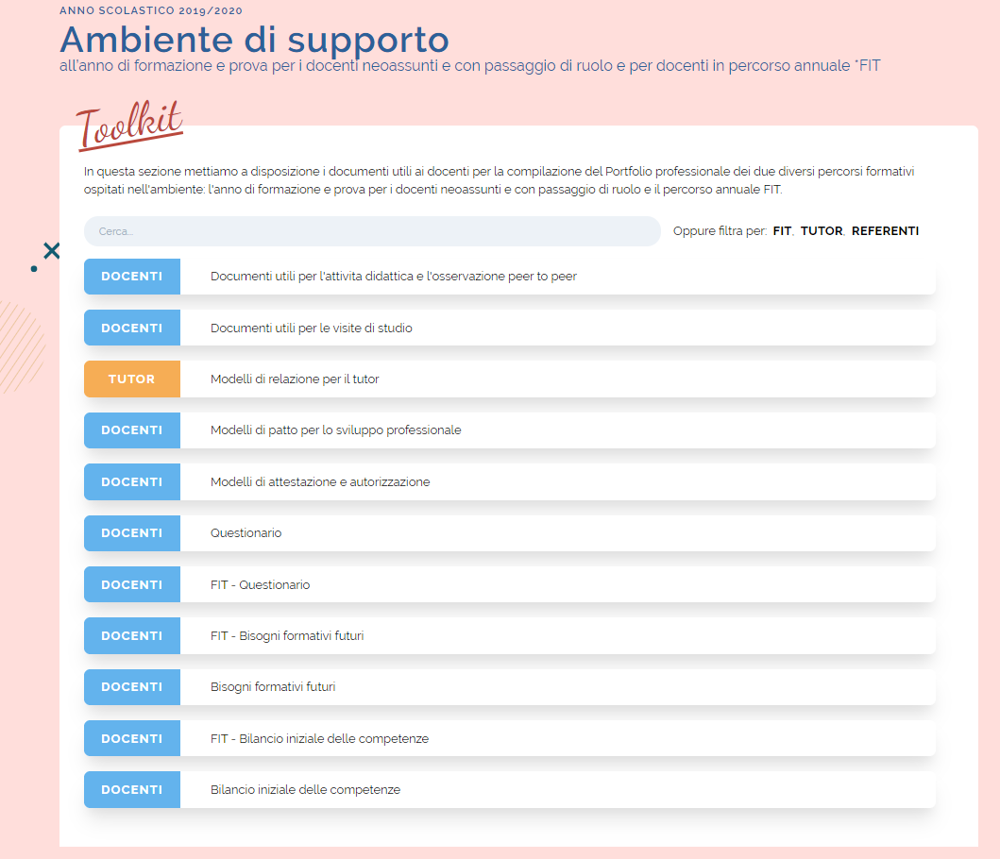 ANNO SCOLASTICO 2019/2020
Ambiente di supporto
all'anno di formazione e prova per i docenti neoassunti e con passaggio di ruolo e per docenti in percorso annuale *FIT
Toolkit
In questa sezione mettiamo a disposizione i documenti utili ai docenti per la compilazione del Portfolio professionale dei due diversi percorsi formativi
ospitati nell'ambiente: l'anno di formazione e prova per i docenti neoassunti e con passaggio di ruolo e il percorso annuale FIT.
Cerca... Oppure filtra per: FIT, TUTOR, REFERENTI
DOCENTI Documenti utili per l'attivita didattica e l'osservazione peer to peer
DOCENTI Documenti utili per le visite di studio
TUTOR Modelli di relazione per il tutor
DOCENTI Modelli di patto per lo sviluppo professionale
DOCENTI Modelli di attestazione e autorizzazione
DOCENTI Questionario
DOCENTI FIT - Questionario
DOCENTI FIT - Bisogni formativi futuri
DOCENTI Bisogni formativi futuri
DOCENTI FIT - Bilancio iniziale delle competenze
DOCENTI Bilancio iniziale delle competenze